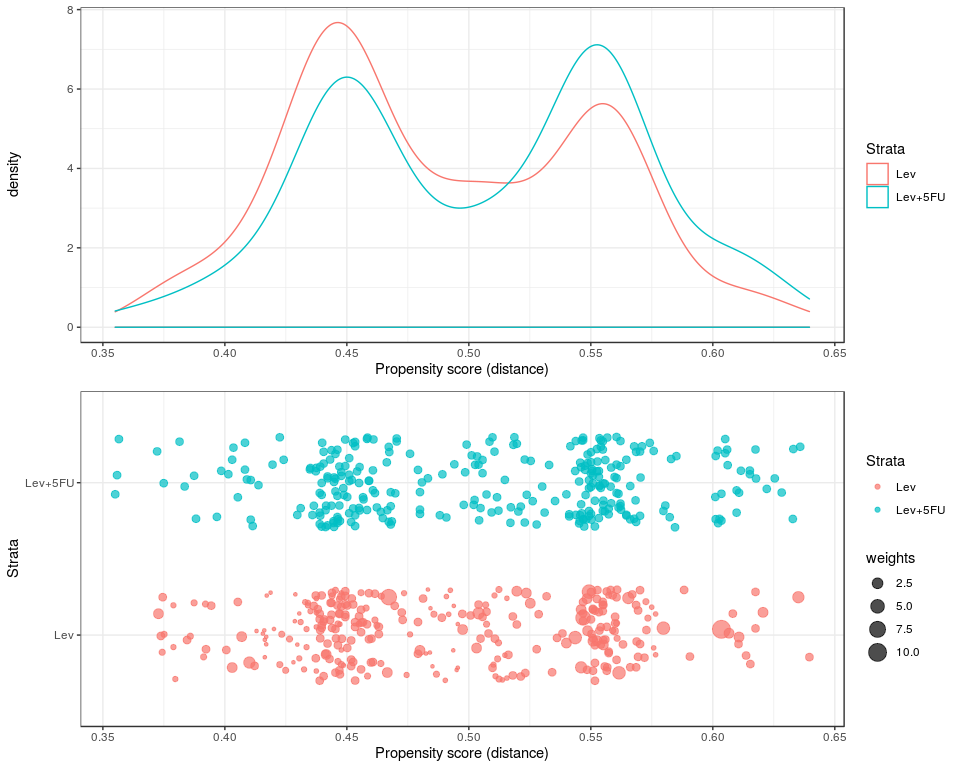 8
6
4
2
0
density
0.35 0.40 0.45 0.50 0.55 0.60 0.65
Propensity score (distance)
Strata
Lev
Lev+5FU
Lev+5FU
Lev
Strata
0.35 0.40 0.45 0.50 0.55 0.60 0.65
Propensity score (distance)
Strata
Lev
Lev+5FU
weights
2.5
5.0
7.5
10.0